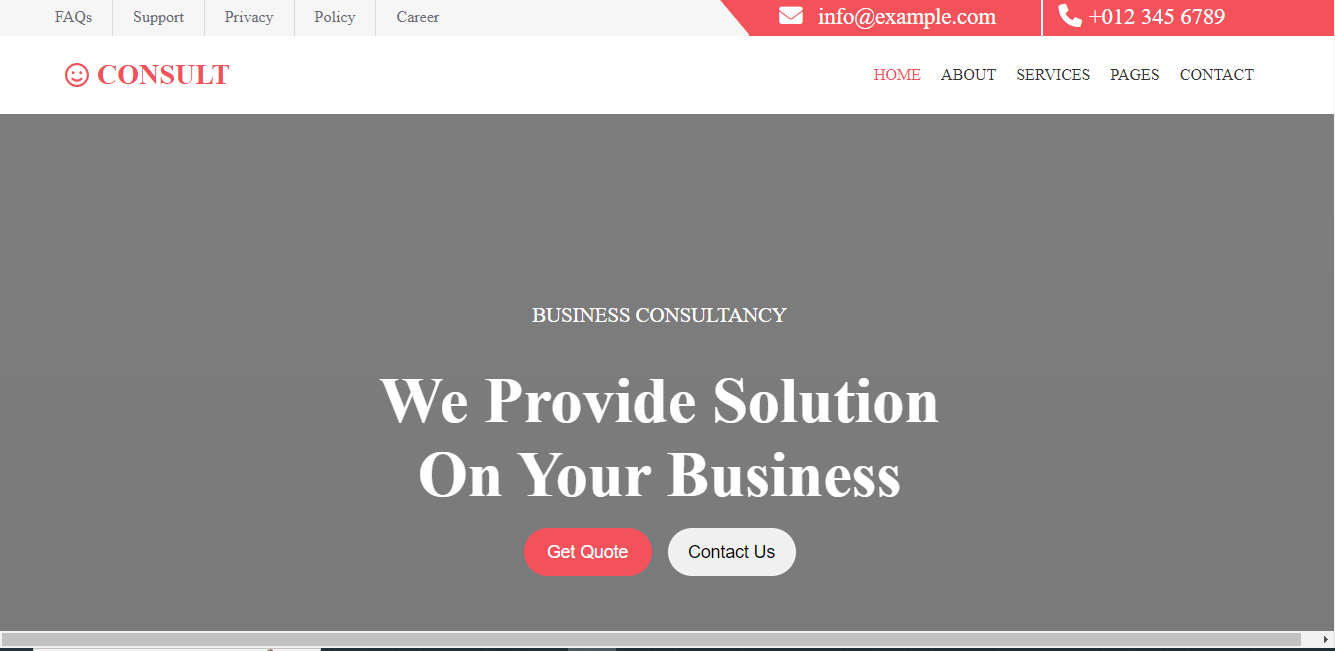 FAQs Support Privacy Policy Career info@example.com +012 345 6789
CONSULT HOME ABOUT SERVICES PAGES CONTACT
BUSINESS CONSULTANCY
We Provide Solution
On Your Business
Get Quote Contact Us